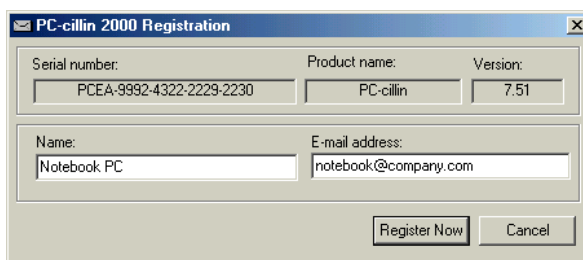 PC-cillin 2000 Registration
Serial number: Product name: Version:
PCEA-9992-4322-2229-2230 PC-cillin 7.51
Name: E-mail address:
Notebook PC notebook@company.com
Register Now Cancel